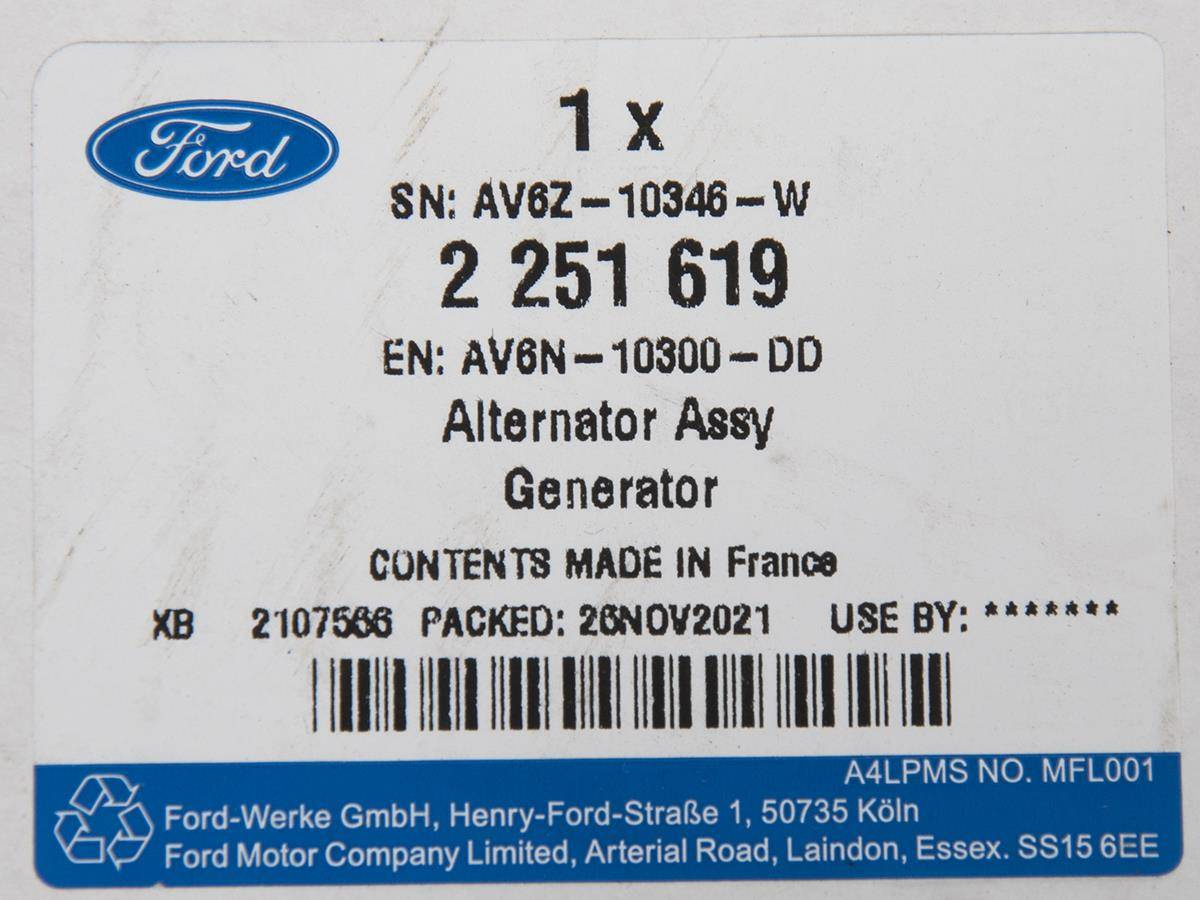 Ford
1 x
SN: AV6Z-10346-W
2 251 619
EN: AV6N-10300-DD
Alternator Assy
Generator
CONTENTS MADE IN France
XB 2107566 PACKED: 26NOV2021 USE BY: *******
A4LPMS NO. MFL001
Ford-Werke GmbH, Henry-Ford-Straße 1, 50735 Köln
Ford Motor Company Limited, Arterial Road, Laindon, Essex. SS15 6EE